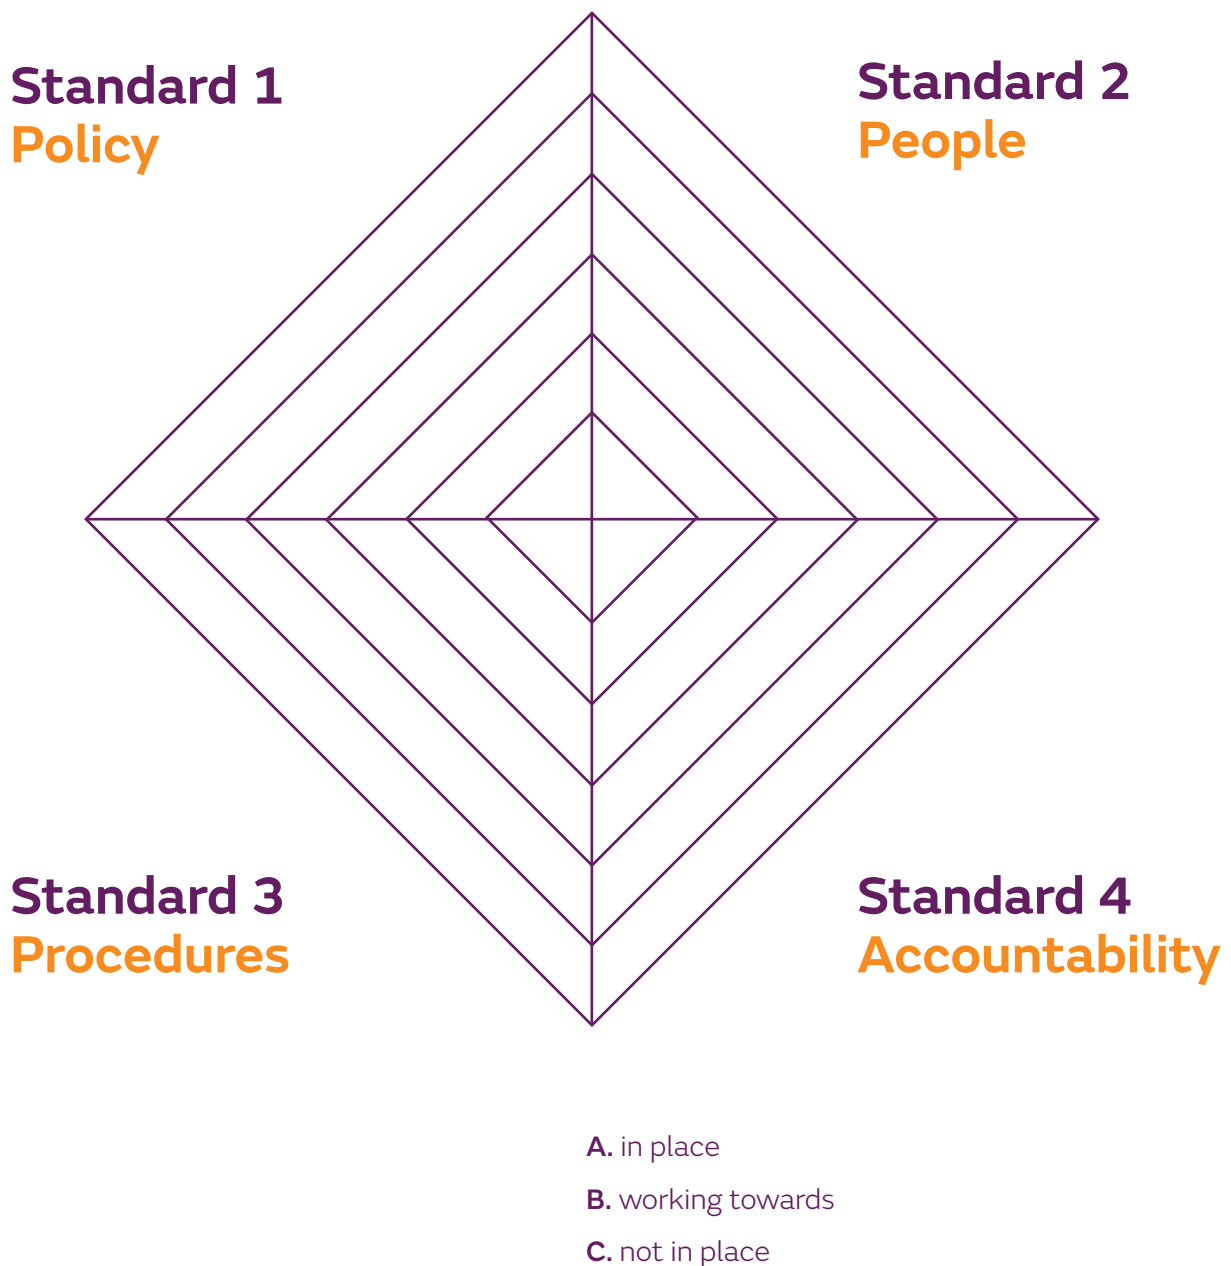 Standard 1
Policy
Standard 2
People
Standard 3
Procedures
Standard 4
Accountability
A. in place
B. working towards
C. not in place